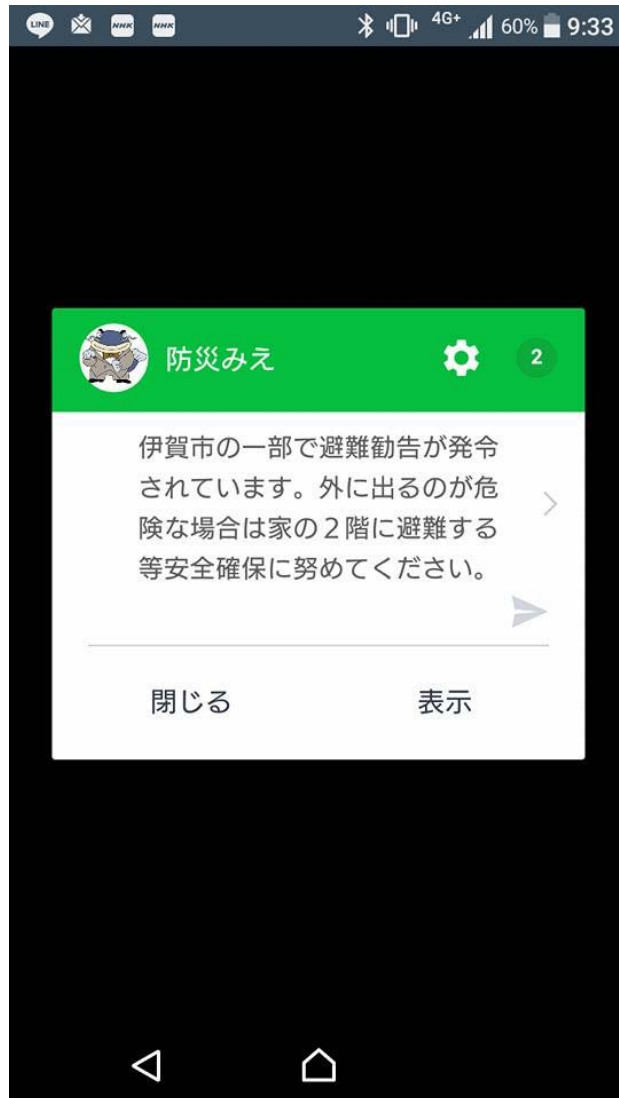 LINE NHK NHK 4G+ 60% 9:33
防災みえ 2
伊賀市の一部で避難勧告が発令
されています。外に出るのが危
険な場合は家の２階に避難する
等安全確保に努めてください。
閉じる 表示